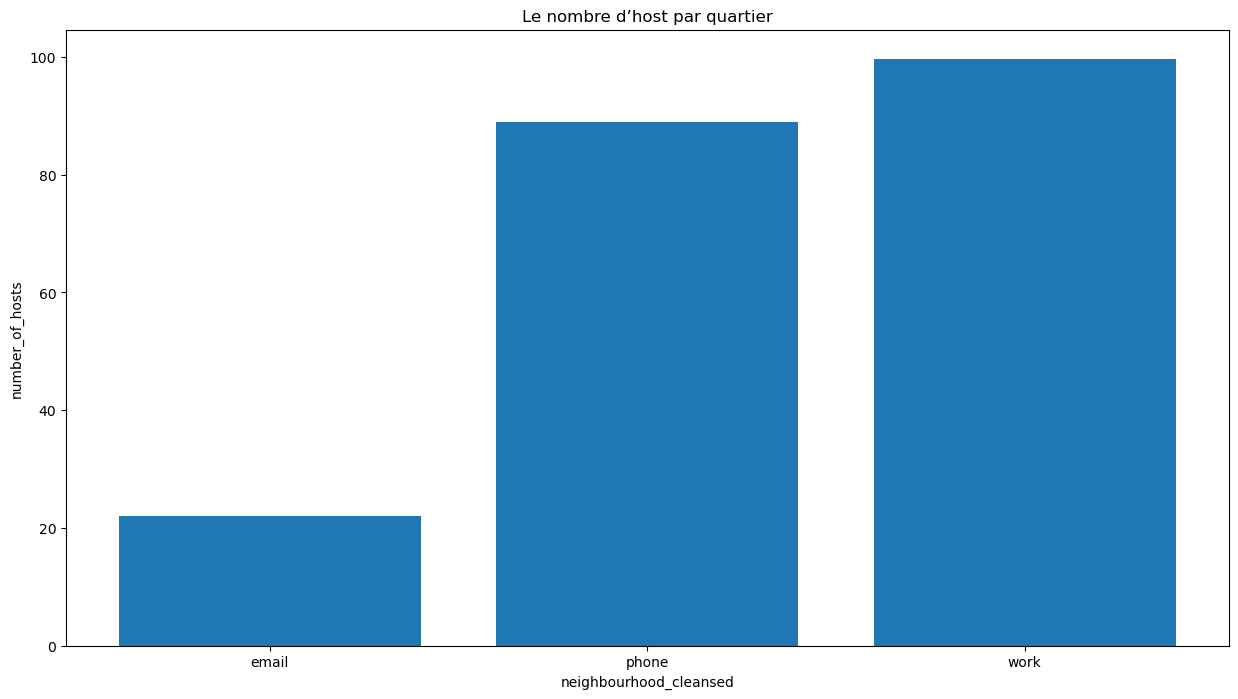 Le nombre d’host par quartier
100
80
60
40
20
0
number_of_hosts
email phone work
neighbourhood_cleansed